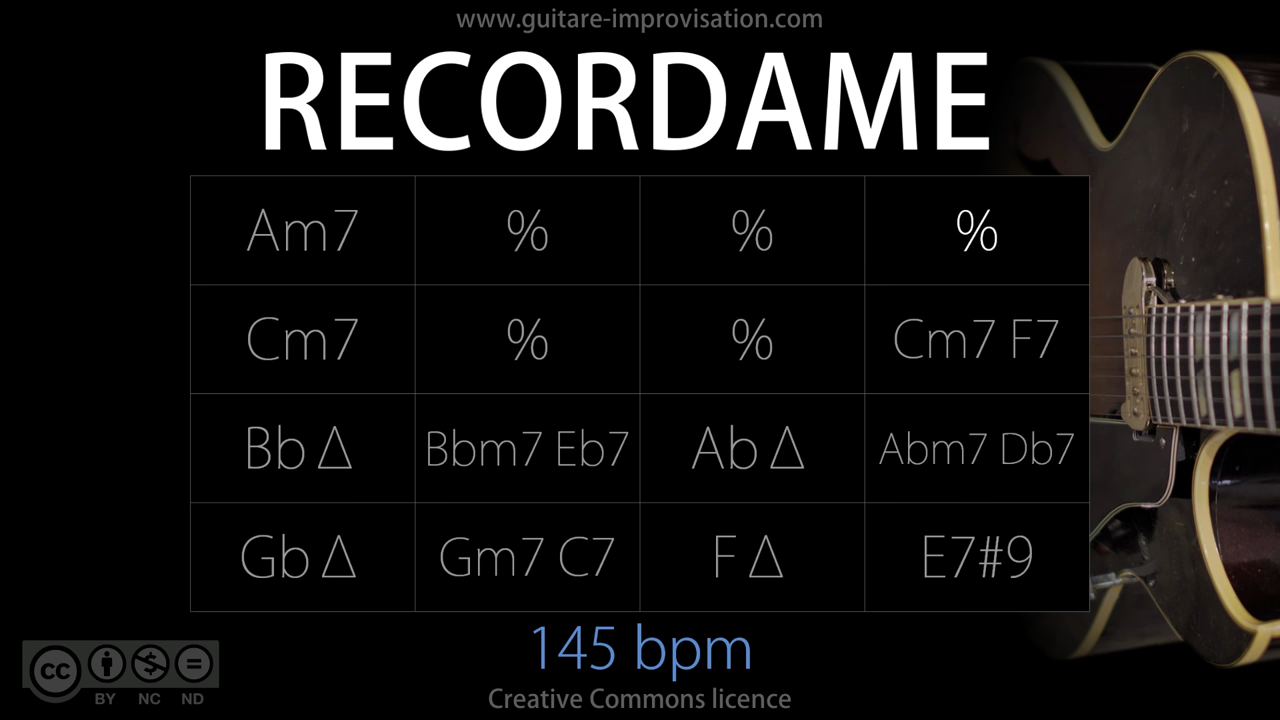 www.guitare-improvisation.com
RECORDAME
Am7 % % %
Cm7 % % Cm7 F7
Bb Δ Bbm7 Eb7 Ab Δ Abm7 Db7
Gb Δ Gm7 C7 F Δ E7#9
145 bpm
cc
BY NC ND
Creative Commons licence